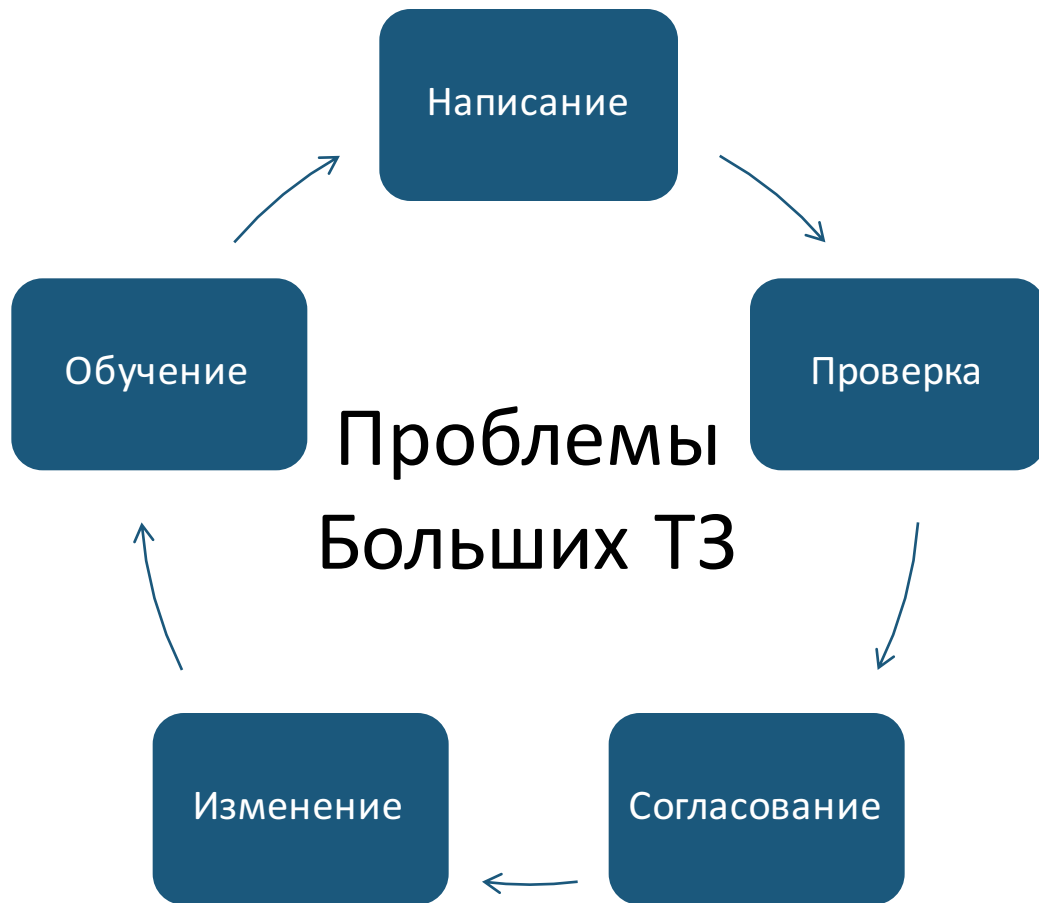 Написание
Проверка
Обучение
Проблемы
Больших ТЗ
Согласование
Изменение